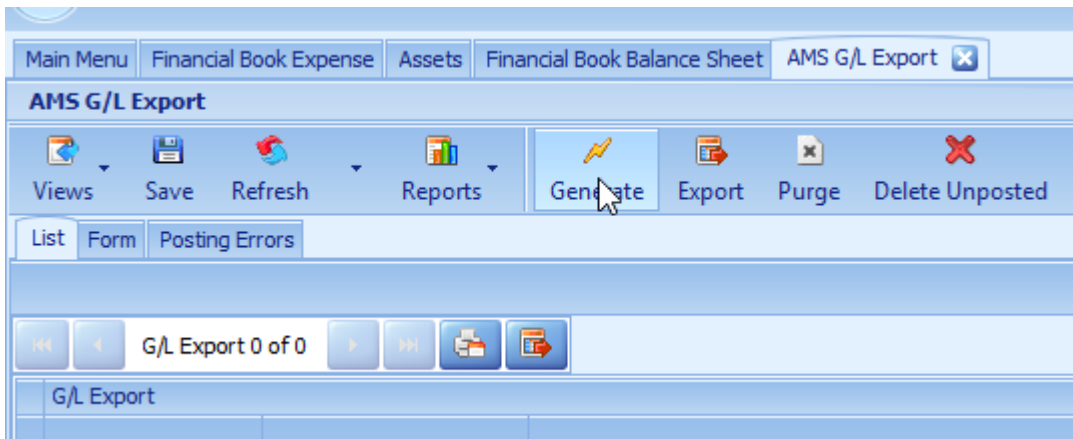 Main Menu Financial Book Expense Assets Financial Book Balance Sheet AMS G/L Export
AMS G/L Export
Views Save Refresh Reports Generate Export Purge Delete Unposted
List Form Posting Errors
G/L Export 0 of 0
G/L Export